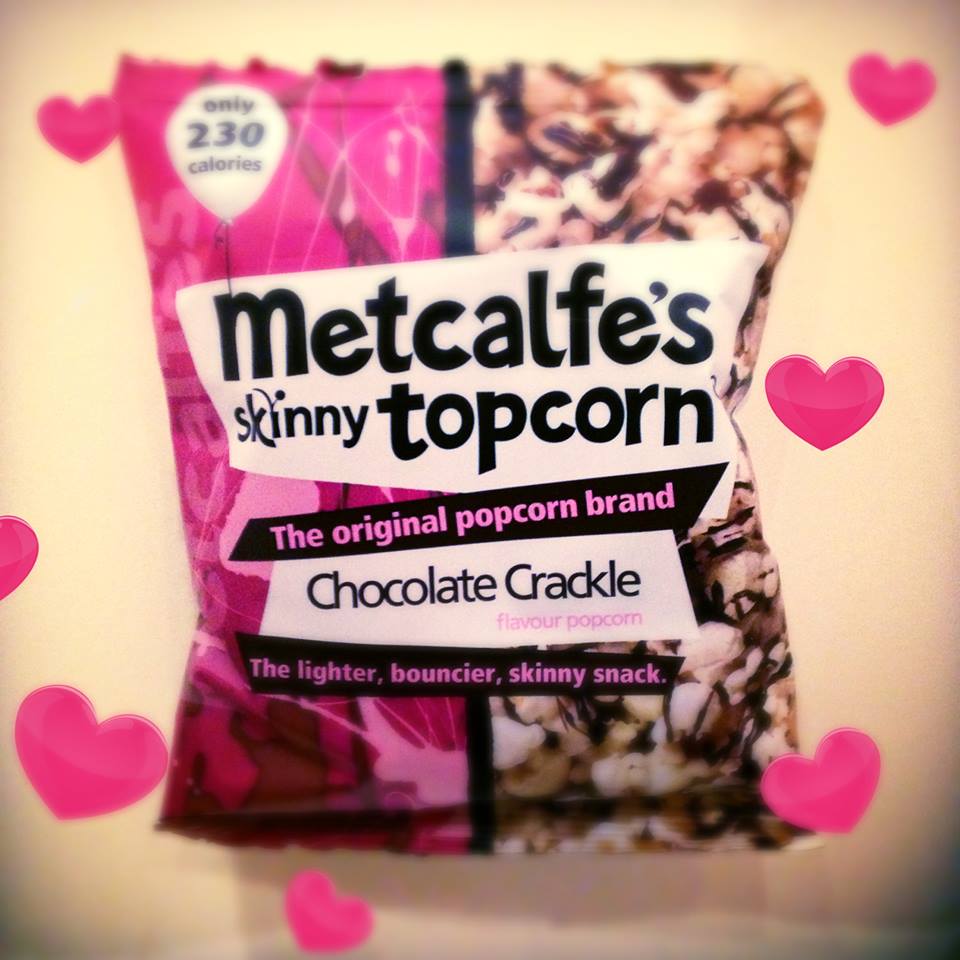 only
230
calories
metcalfe's
skinny topcorn
The original popcorn brand
Chocolate Crackle
flavour popcorn
The lighter, bouncier, skinny snack.